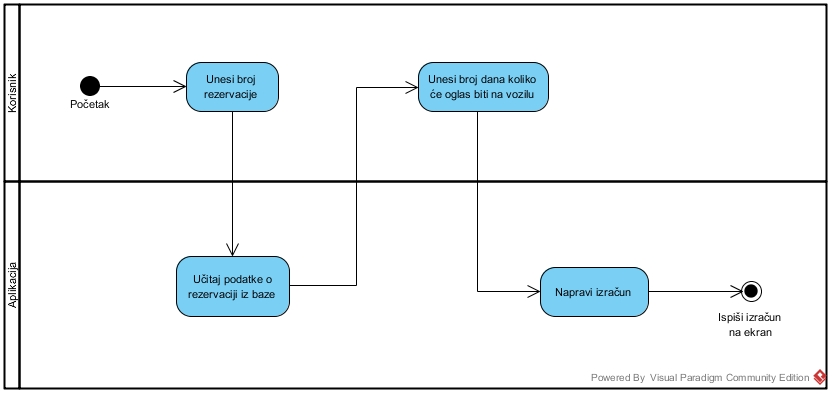 Korisnik
Početak
Unesi broj
rezervacije
Unesi broj dana koliko
će oglas biti na vozilu
Aplikacija
Učitaj podatke o
rezervaciji iz baze
Napravi izračun
Ispiši izračun
na ekran
Powered By Visual Paradigm Community Edition